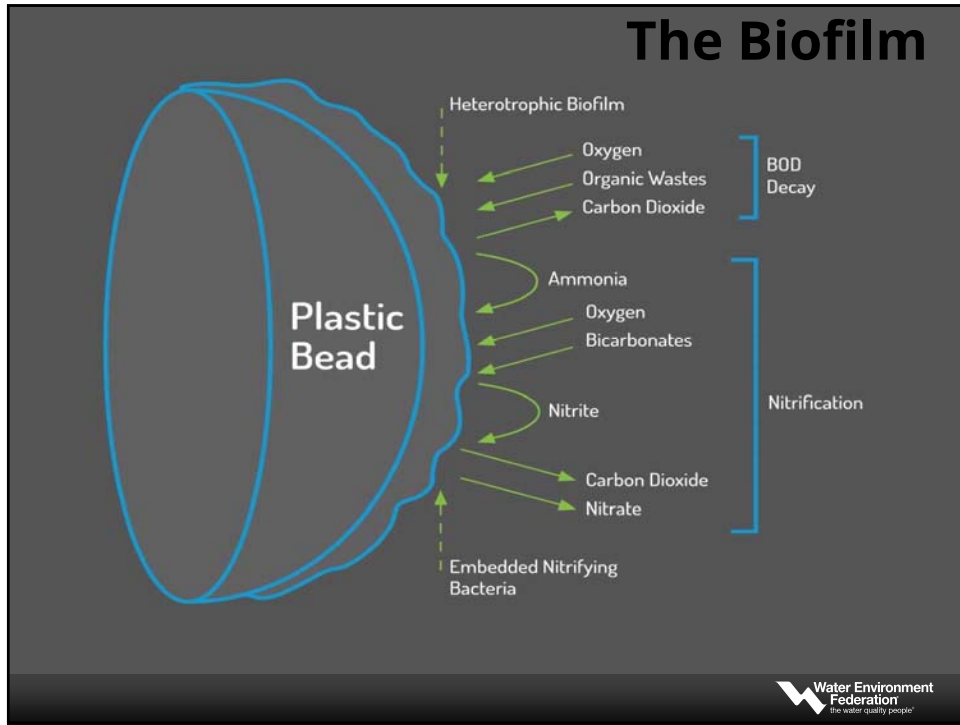 The Biofilm
Heterotrophic Biofilm
Oxygen
Organic Wastes
Carbon Dioxide
BOD
Decay
Ammonia
Oxygen
Bicarbonates
Nitrite
Carbon Dioxide
Nitrate
Nitrification
Plastic
Bead
Embedded Nitrifying
Bacteria
Water Environment
Federation
the water quality people®